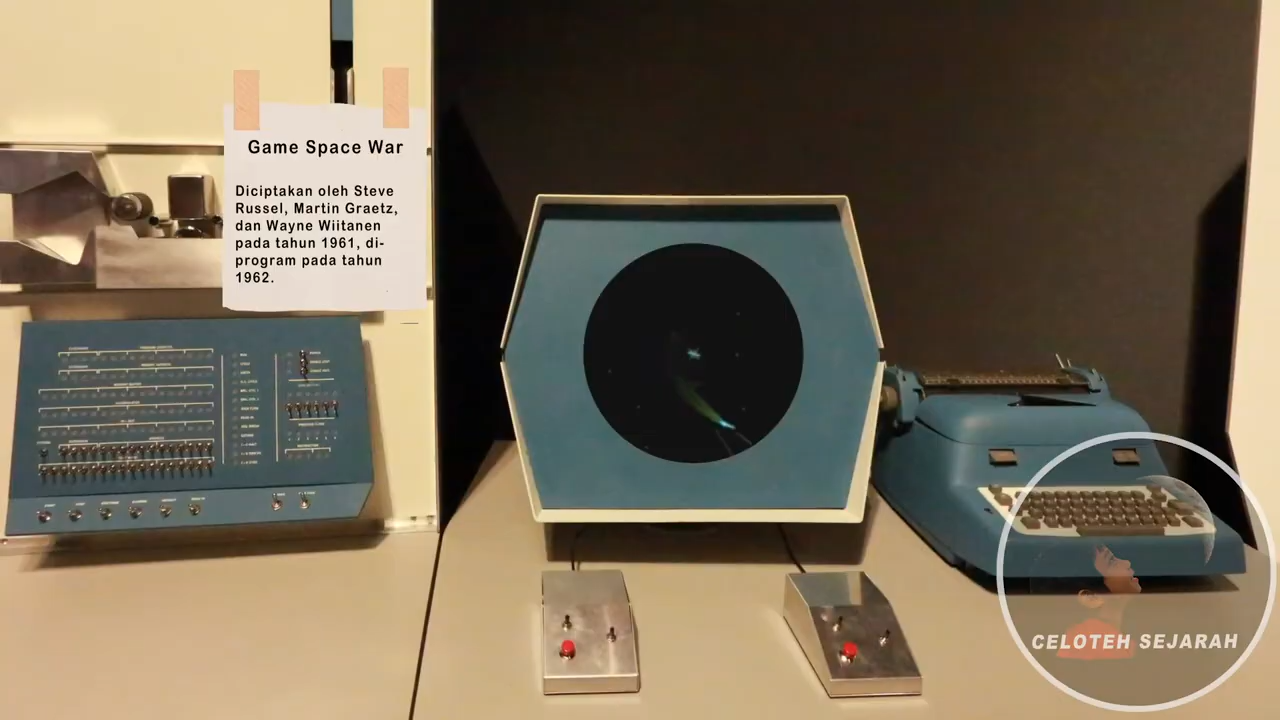 Game Space War
Diciptakan oleh Steve
Russel, Martin Graetz,
dan Wayne Wiitanen
pada tahun 1961, di-
program pada tahun
1962.
CELOTEH SEJARAH